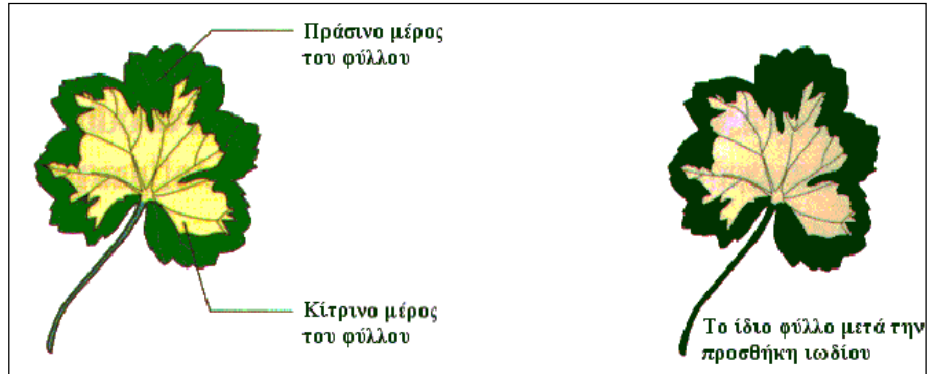 Πράσινο μέρος
του φύλλου
Κίτρινο μέρος
του φύλλου
Το ίδιο φύλλο μετά την
προσθήκη ιωδίου